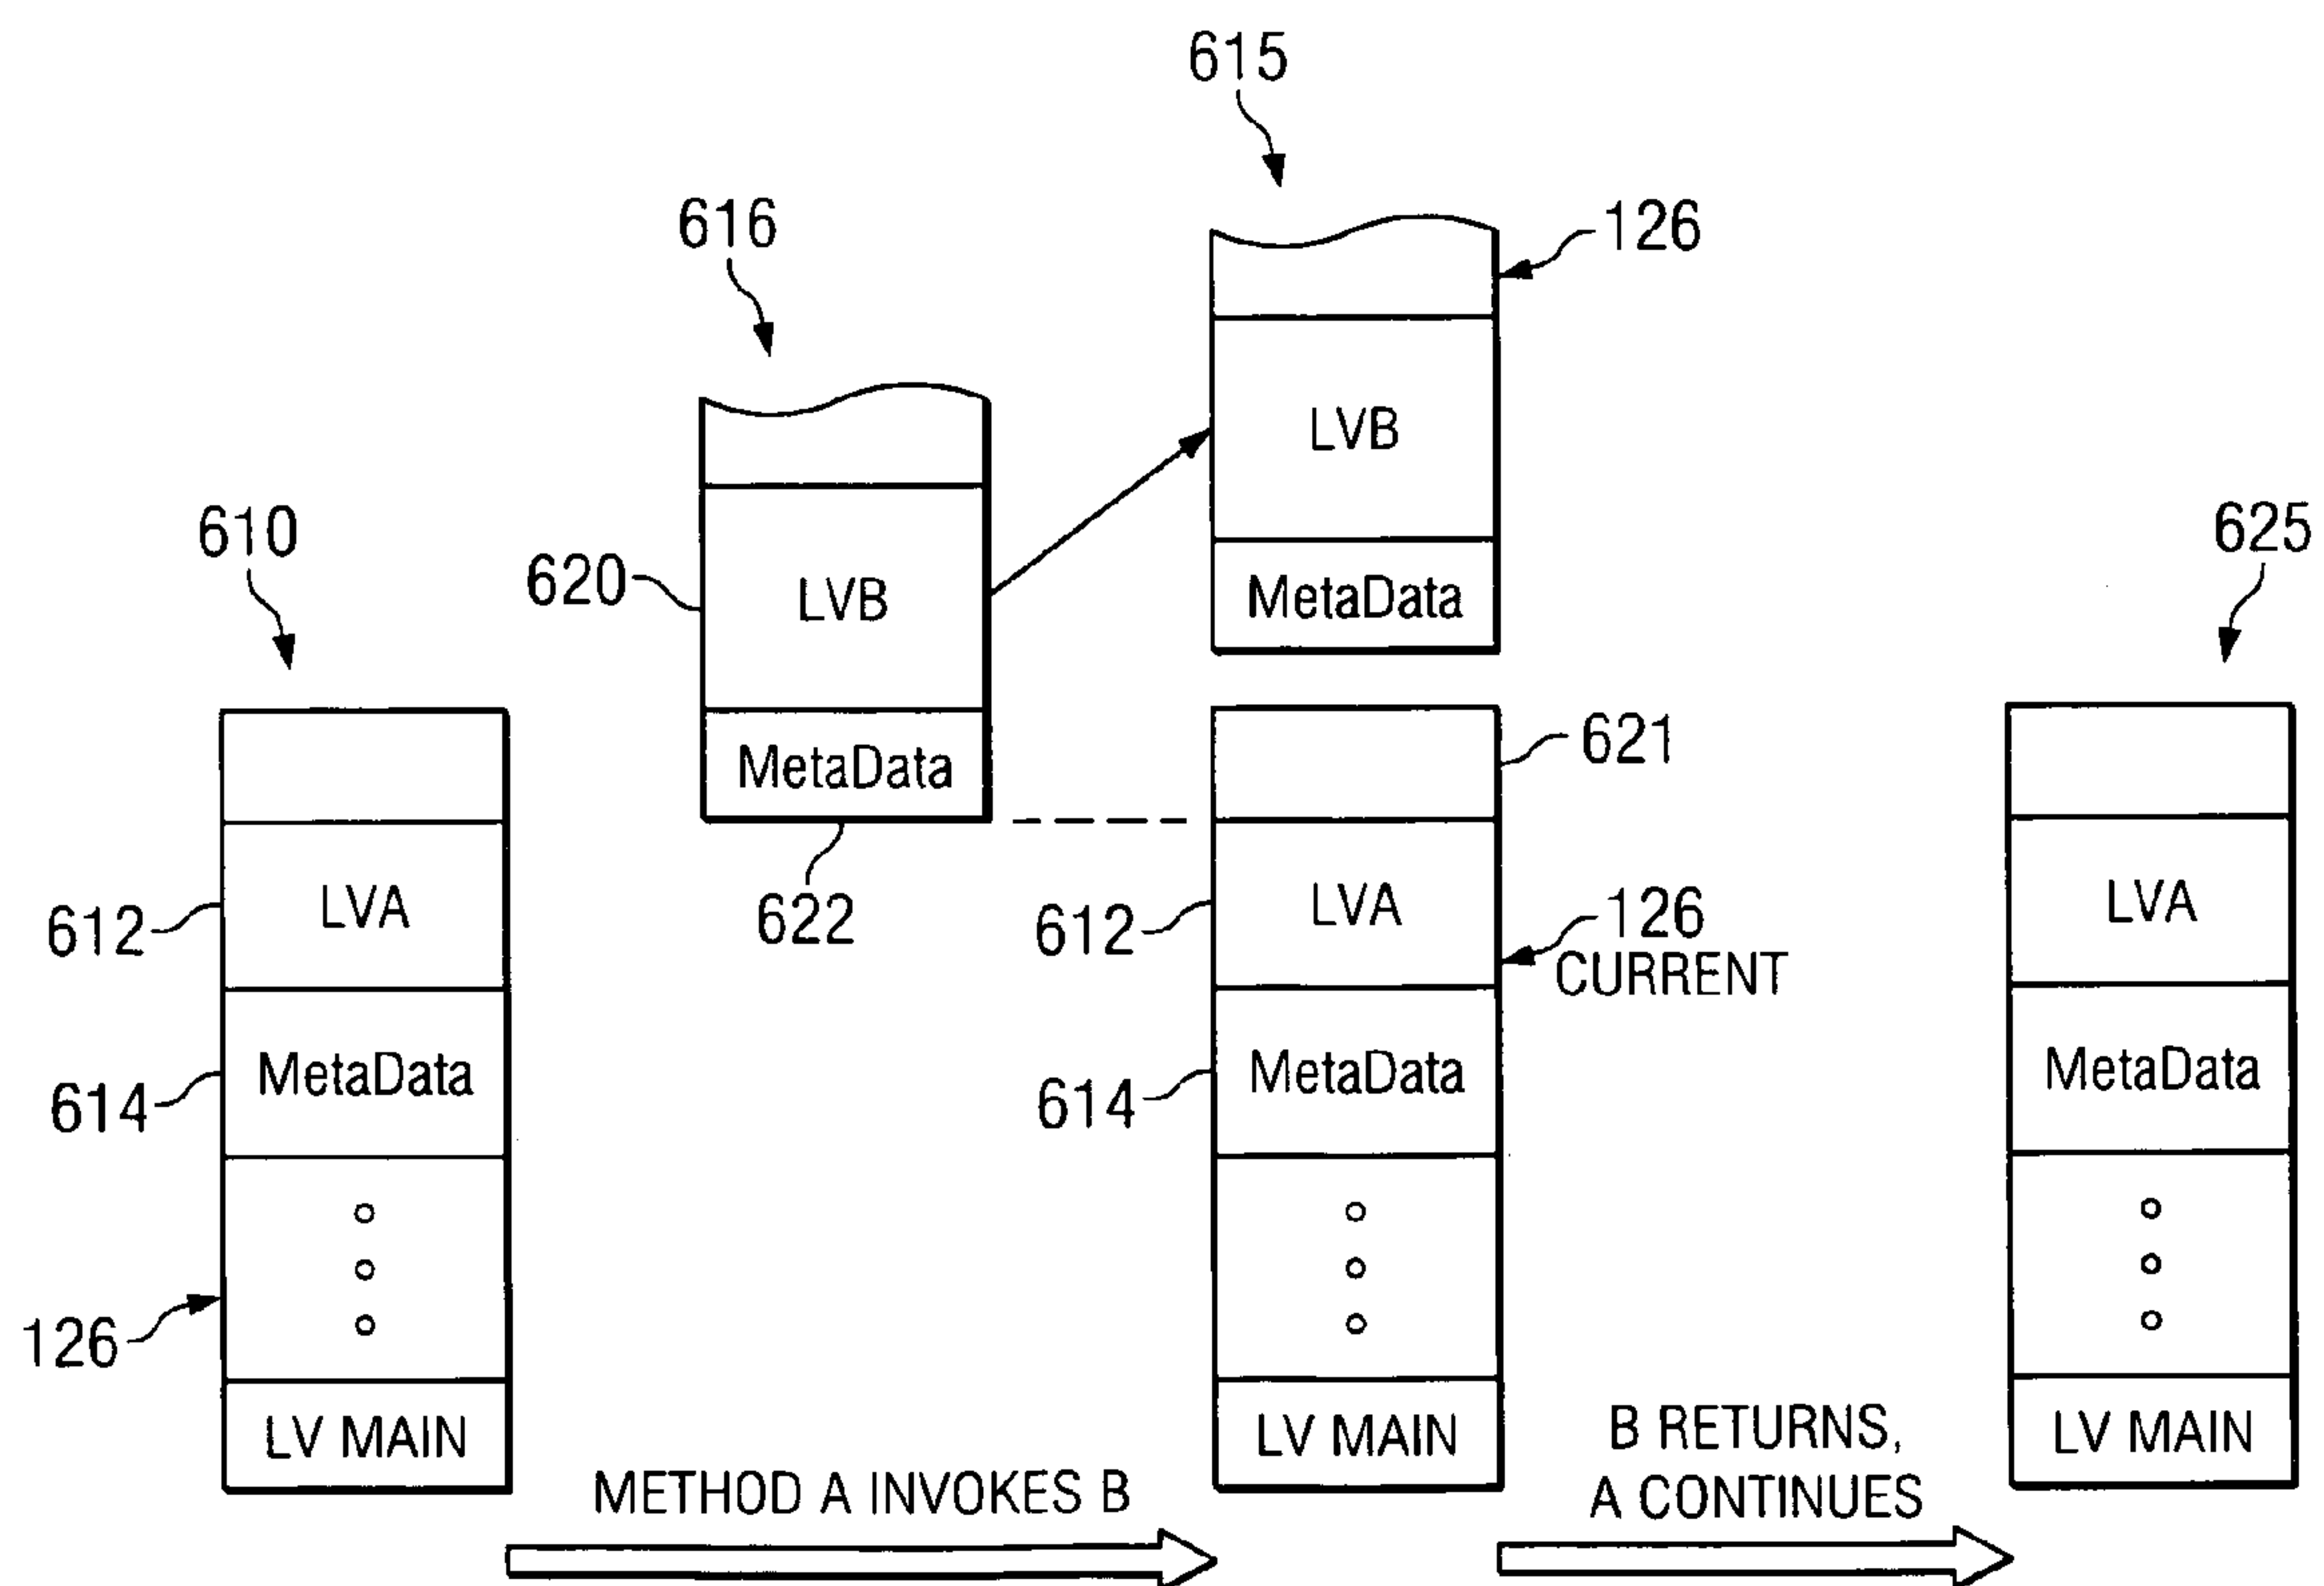 615
616
126
610
LVB
625
620
LVB
MetaData
MetaData
621
622
612
LVA
612
LVA
126
CURRENT
LVA
614
MetaData
614
MetaData
MetaData
126
LV MAIN
LV MAIN
LV MAIN
METHOD A INVOKES B
B RETURNS,
A CONTINUES